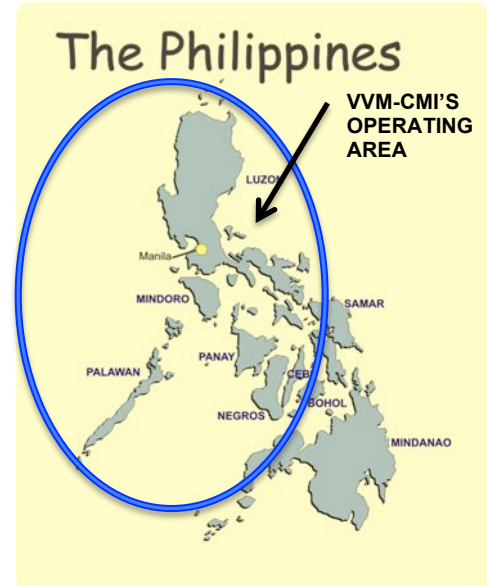 The Philippines
VVM-CMI'S
OPERATING
AREA
LUZON
Manila
MINDORO
SAMAR
PANAY
PALAWAN
CEBU
BOHOL
NEGROS
MINDANAO